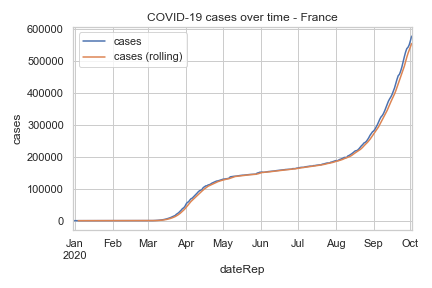 COVID-19 cases over time - France
cases
cases (rolling)
600000
500000
400000
300000
200000
100000
0
cases
Jan Feb Mar Apr May Jun Jul Aug Sep Oct
2020
dateRep